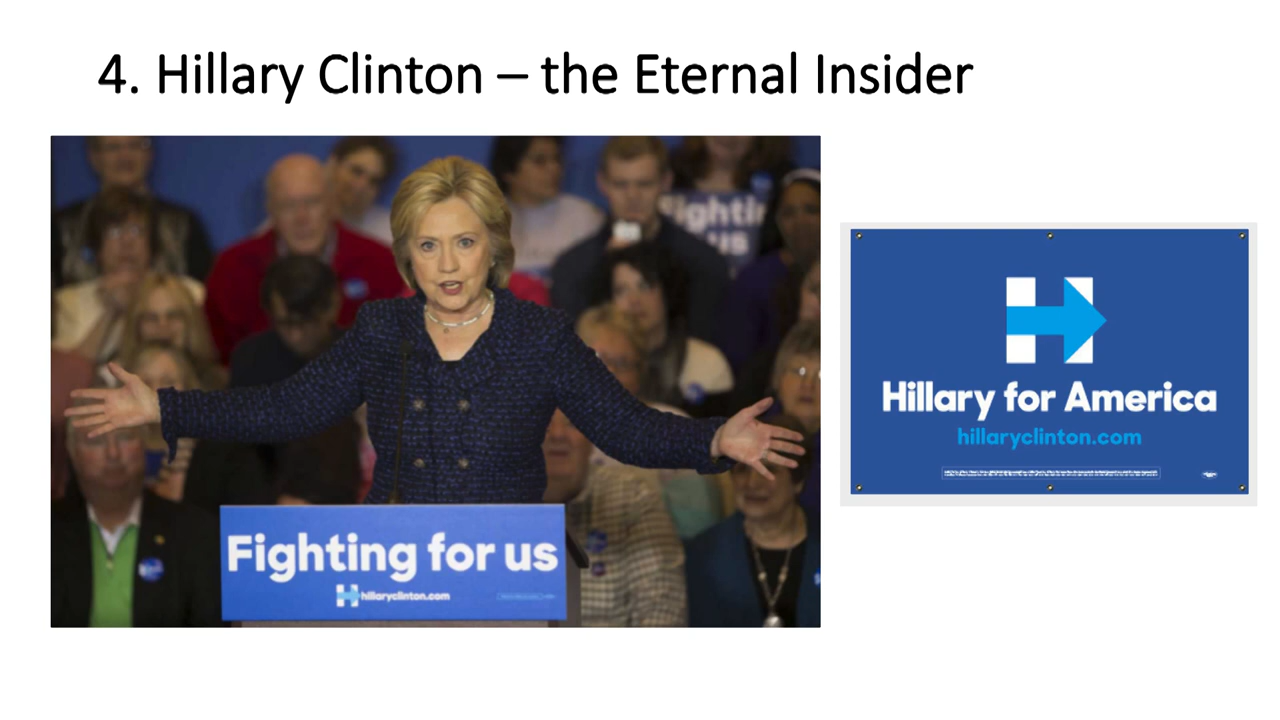 4. Hillary Clinton – the Eternal Insider
Fighting for us
hillaryclinton.com
Hillary for America
hillaryclinton.com